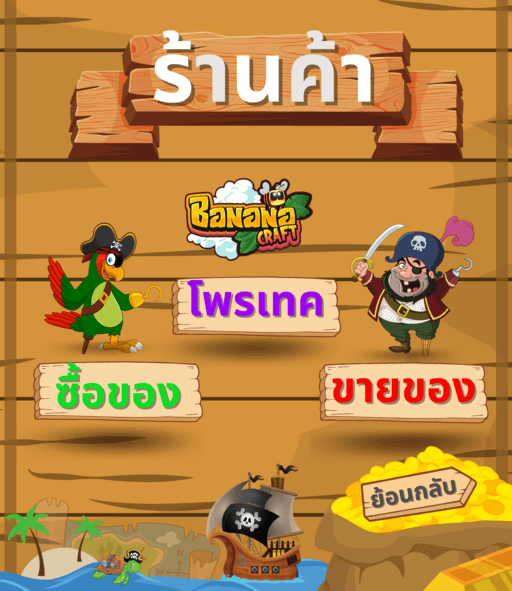 ร้านค้า
BANANA
CRAFT
โพรเทค
ซื้อของ
ขายของ
ย้อนกลับ